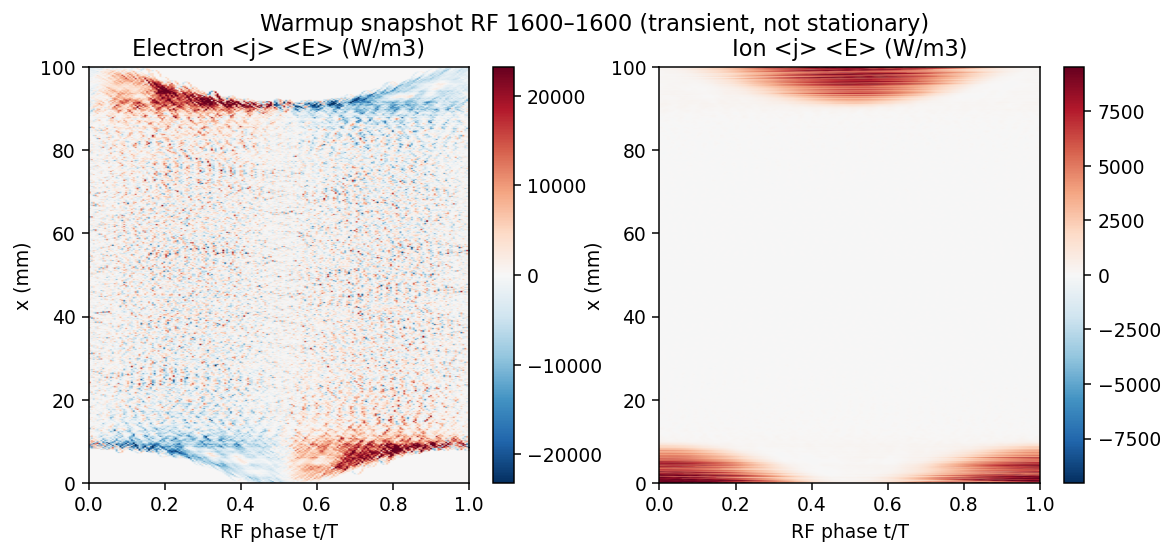 Warmup snapshot RF 1600–1600 (transient, not stationary)
Electron <j> <E> (W/m3)
Ion <j> <E> (W/m3)
x (mm)
100
80
60
40
20
0
0.0 0.2 0.4 0.6 0.8 1.0
RF phase t/T
20000
10000
0
−10000
−20000
x (mm)
100
80
60
40
20
0
0.0 0.2 0.4 0.6 0.8 1.0
RF phase t/T
7500
5000
2500
0
−2500
−5000
−7500